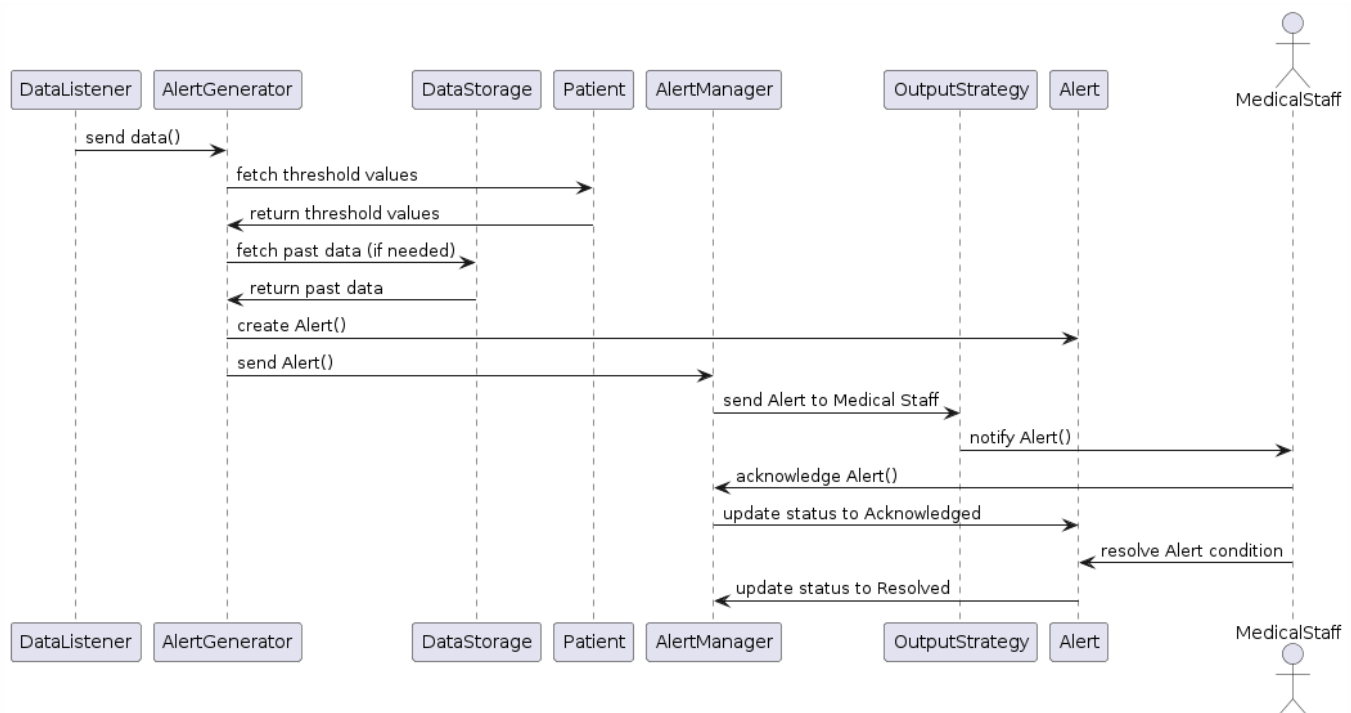 MedicalStaff
DataListener AlertGenerator DataStorage Patient AlertManager OutputStrategy Alert
send data()
fetch threshold values
return threshold values
fetch past data (if needed)
return past data
create Alert()
send Alert()
send Alert to Medical Staff
notify Alert()
acknowledge Alert()
update status to Acknowledged
resolve Alert condition
update status to Resolved
DataListener AlertGenerator DataStorage Patient AlertManager OutputStrategy Alert
MedicalStaff